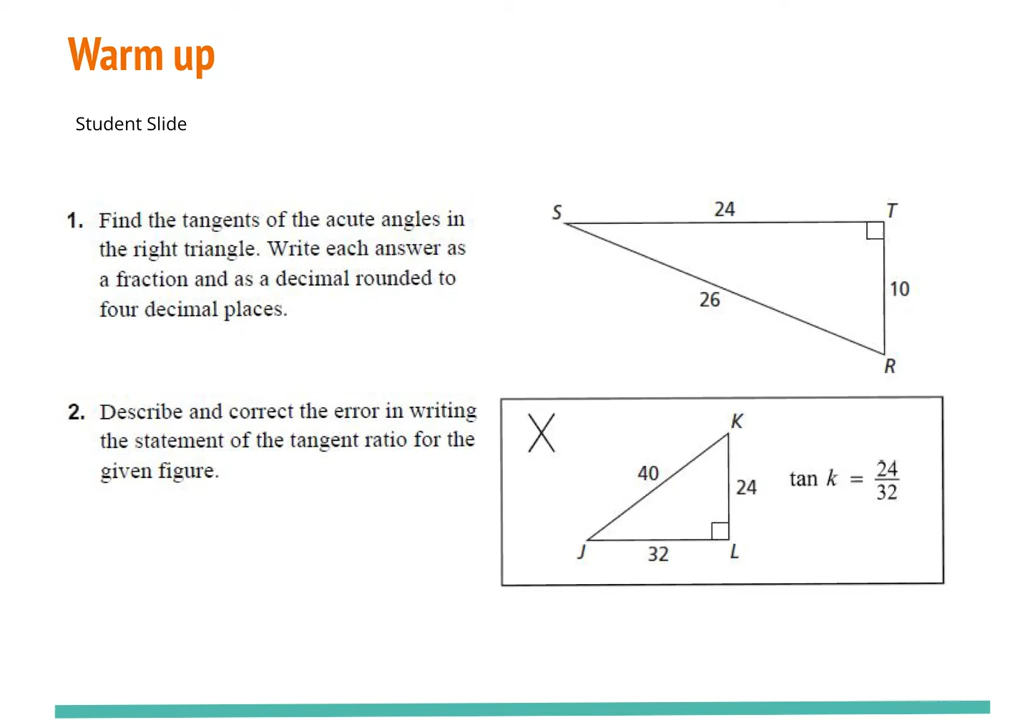 Warm up
Student Slide
1. Find the tangents of the acute angles in
the right triangle. Write each answer as
a fraction and as a decimal rounded to
four decimal places.
S
24
T
26
10
R
2. Describe and correct the error in writing
the statement of the tangent ratio for the
given figure.
X
K
40
24
J
32
L
tan k = 24/32